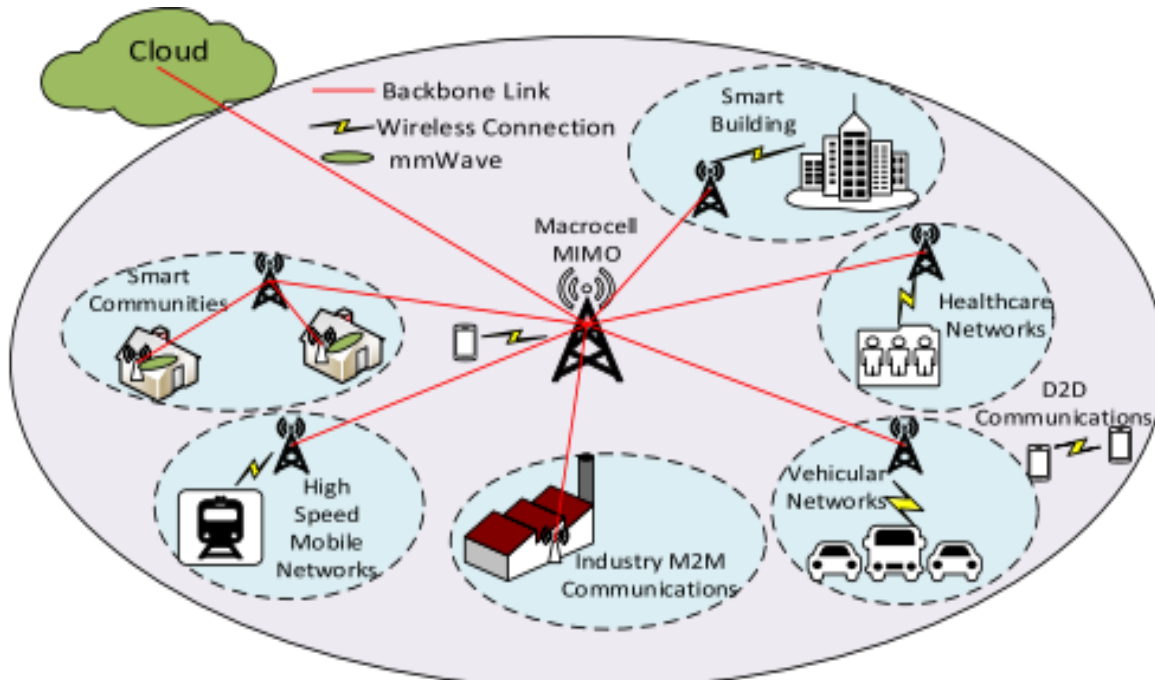 Cloud
Backbone Link
Wireless Connection
mmWave
Smart
Building
Macrocell
MIMO
Smart
Communities
Healthcare
Networks
D2D
Communications
High
Speed
Mobile
Networks
Industry M2M
Communications
Vehicular
Networks